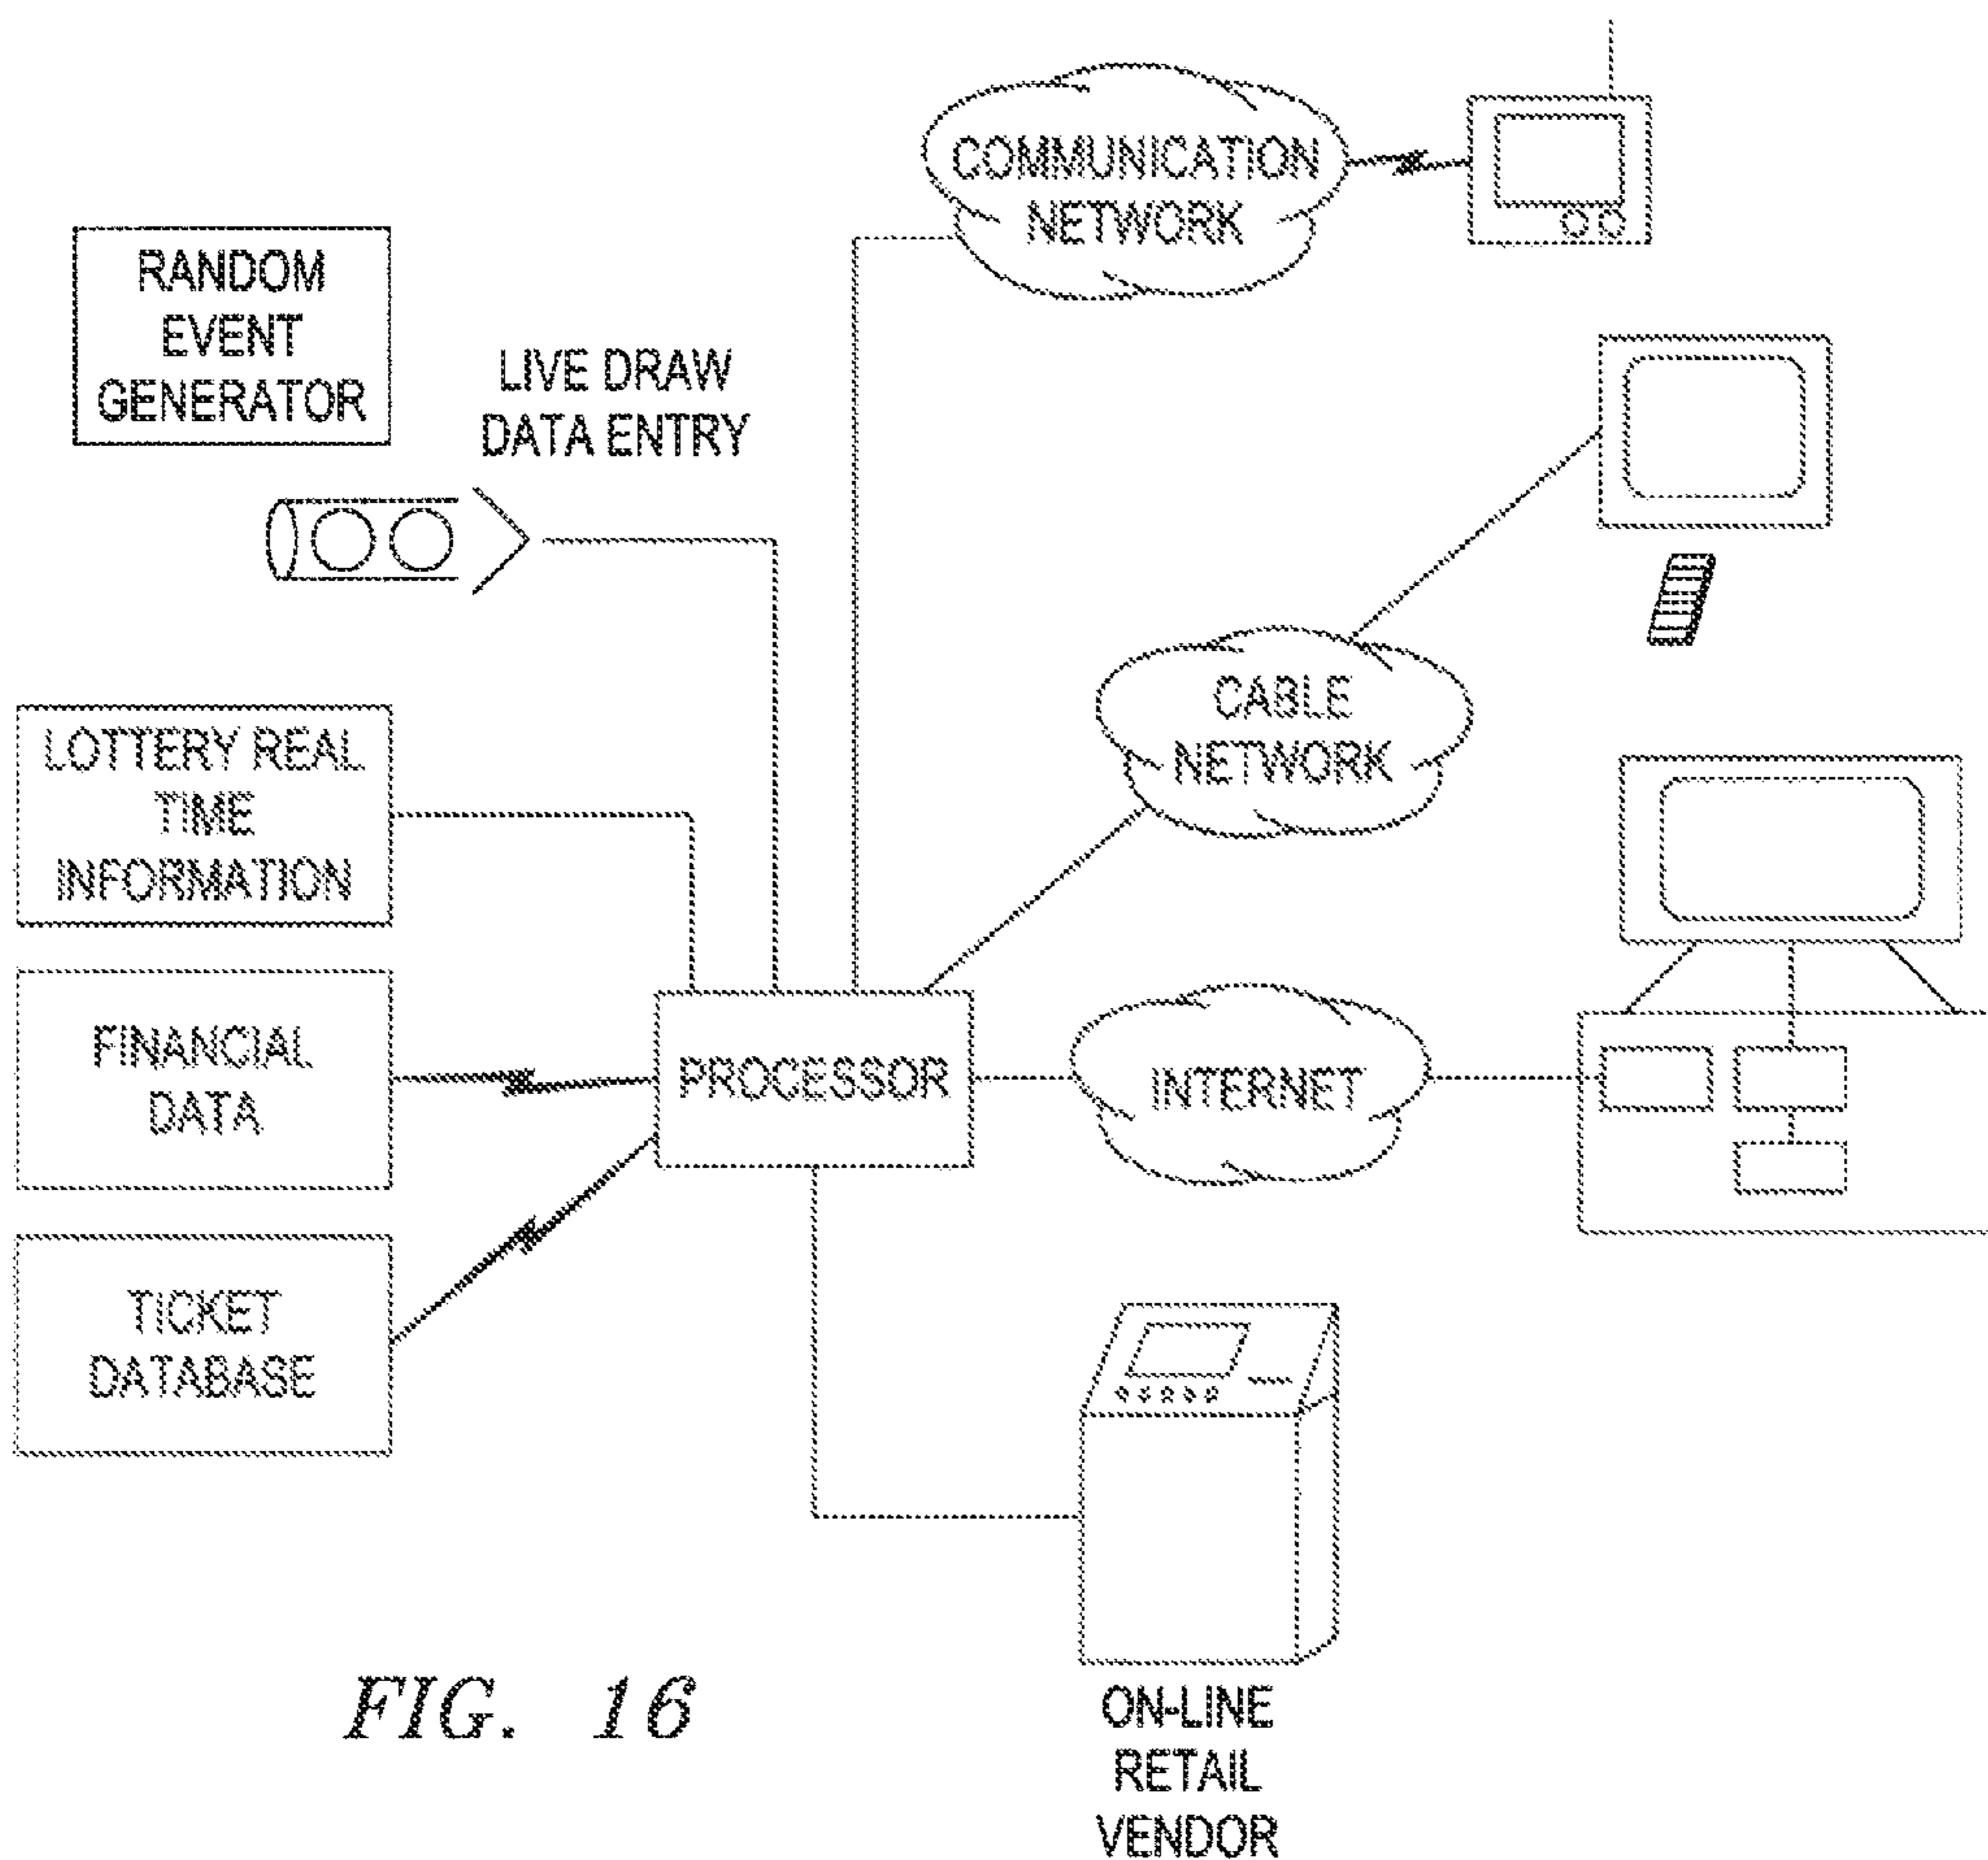 COMMUNICATION
NETWORK
RANDOM
EVENT
GENERATOR
LIVE DRAW
DATA ENTRY
CABLE
NETWORK
LOTTERY REAL
TIME
INFORMATION
FINANCIAL
DATA
PROCESSOR
INTERNET
TICKET
DATABASE
ON-LINE
RETAIL
VENDOR
FIG. 16